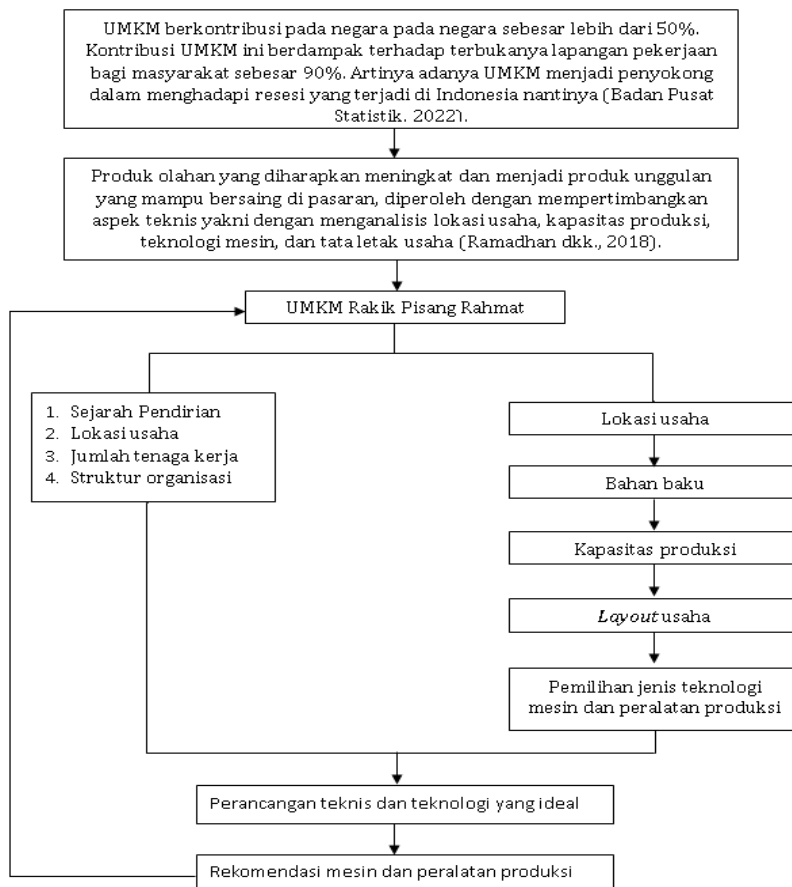 UMKM berkontribusi pada negara pada negara sebesar lebih dari 50%.
Kontribusi UMKM ini berdampak terhadap terbukanya lapangan pekerjaan
bagi masyarakat sebesar 90%. Artinya adanya UMKM menjadi penyokong
dalam menghadapi resesi yang terjadi di Indonesia nantinya (Badan Pusat
Statistik. 2022).
Produk olahan yang diharapkan meningkat dan menjadi produk unggulan
yang mampu bersaing di pasaran, diperoleh dengan mempertimbangkan
aspek teknis yakni dengan menganalisis lokasi usaha, kapasitas produksi,
teknologi mesin, dan tata letak usaha (Ramadhan dkk., 2018).
UMKM Rakik Pisang Rahmat
1. Sejarah Pendirian
2. Lokasi usaha
3. Jumlah tenaga kerja
4. Struktur organisasi
Lokasi usaha
Bahan baku
Kapasitas produksi
Layout usaha
Pemilihan jenis teknologi
mesin dan peralatan produksi
Perancangan teknis dan teknologi yang ideal
Rekomendasi mesin dan peralatan produksi